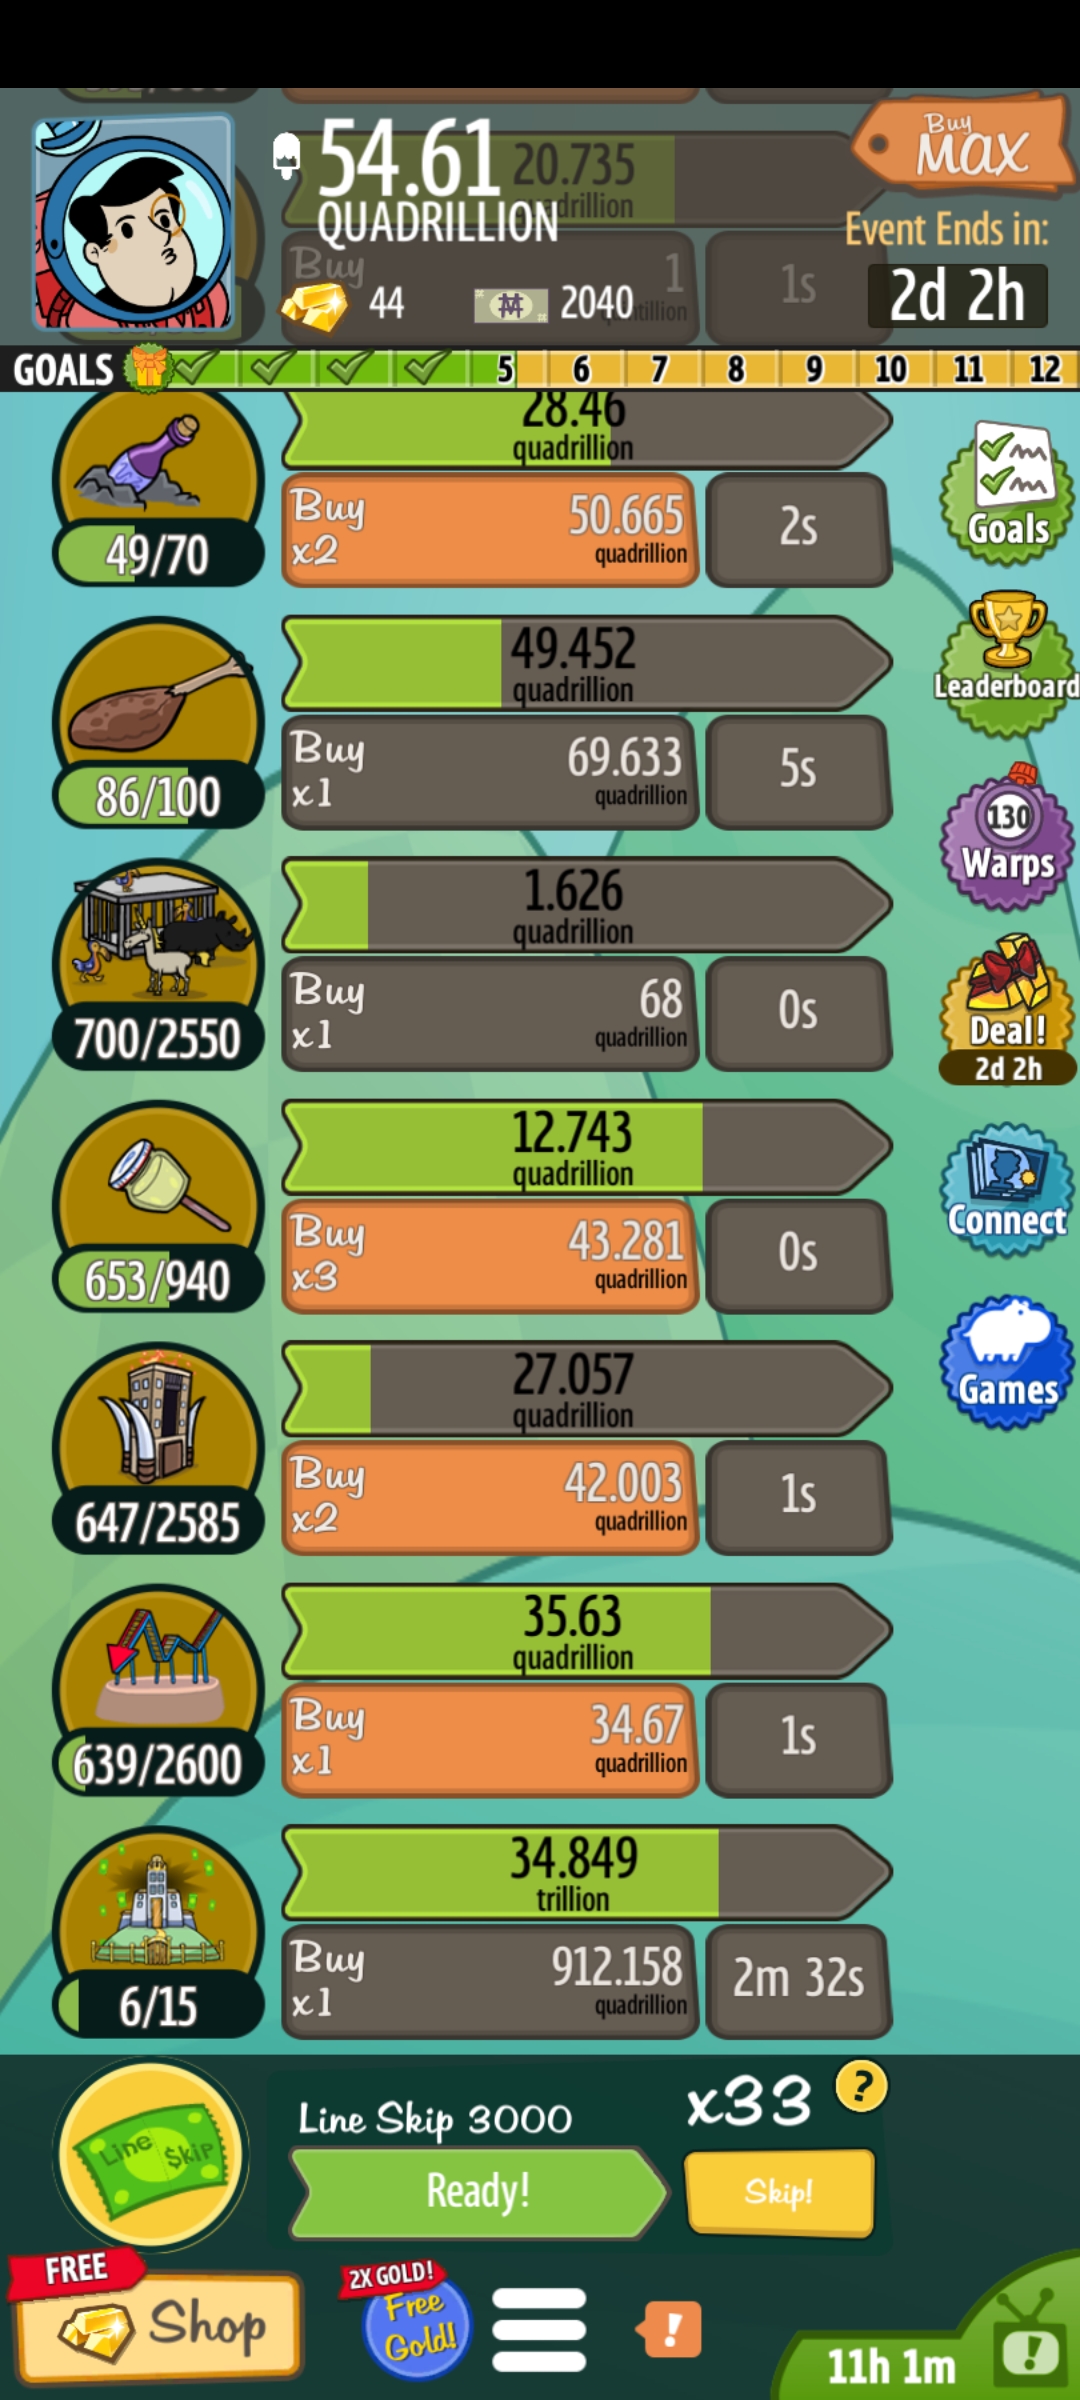 54.61
QUADRILLION
20.735
Buy
MAX
Event Ends in:
2d 2h
Buy
1
1s
44
2040
GOALS
5
6
7
8
9
10
11
12
28.46
quadrillion
Buy
x2
50.665
quadrillion
2s
49/70
Goals
49.452
quadrillion
Buy
x1
69.633
quadrillion
5s
86/100
Leaderboard
1.626
quadrillion
Buy
x1
68
quadrillion
0s
700/2550
130
Warps
Deal!
2d 2h
12.743
quadrillion
Buy
x3
43.281
quadrillion
0s
653/940
Connect
27.057
quadrillion
Buy
x2
42.003
quadrillion
1s
647/2585
Games
35.63
quadrillion
Buy
x1
34.67
quadrillion
1s
639/2600
34.849
trillion
Buy
x1
912.158
quadrillion
2m 32s
6/15
Line $kip
Line Skip 3000
Ready!
x33
?
Skip!
FREE
Shop
2X GOLD!
Free
Gold!
!
11h 1m
!